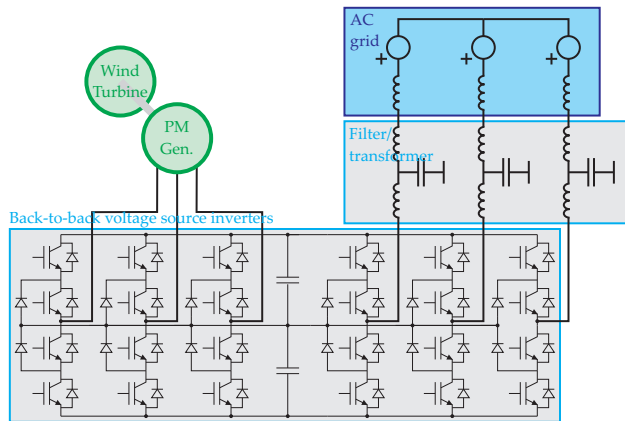 AC
grid
Wind
Turbine
PM
Gen.
Filter/
transformer
Back-to-back voltage source inverters
+
+
+